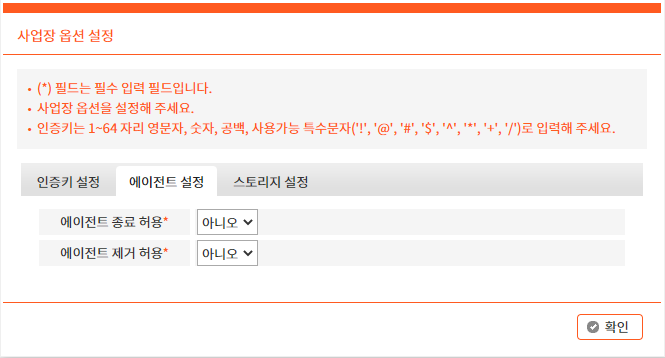 사업장 옵션 설정
• (*) 필드는 필수 입력 필드입니다.
• 사업장 옵션을 설정해 주세요.
• 인증키는 1~64 자리 영문자, 숫자, 공백, 사용가능 특수문자('!', '@', '#', '$', '^', '*', '+', '/')로 입력해 주세요.
인증키 설정 에이전트 설정 스토리지 설정
에이전트 종료 허용* 아니오
에이전트 제거 허용* 아니오
확인